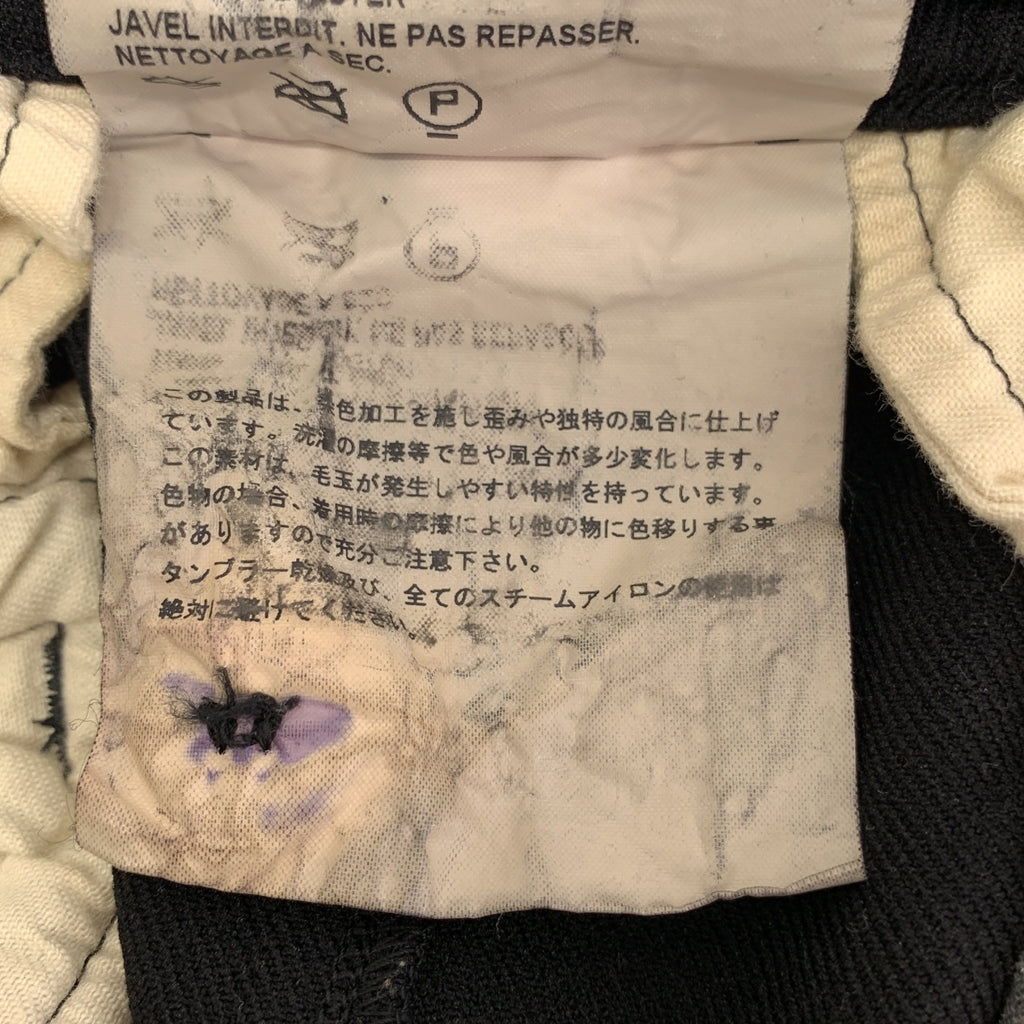 JAVEL INTERDIT. NE PAS REPASSER.
NETTOYAGE A SEC.
P
この製品は、色加工を施し歪みや独特の風合に仕上げ
ています。洗濯の摩擦等で色や風合が多少変化します。
この素材は、毛玉が発生しやすい特性を持っています。
色物の場合、着用時の摩擦により他の物に色移りする事
がありますので充分ご注意下さい。
タンブラー乾燥及び、全てのスチームアイロンの使用は
絶対に避けてください。